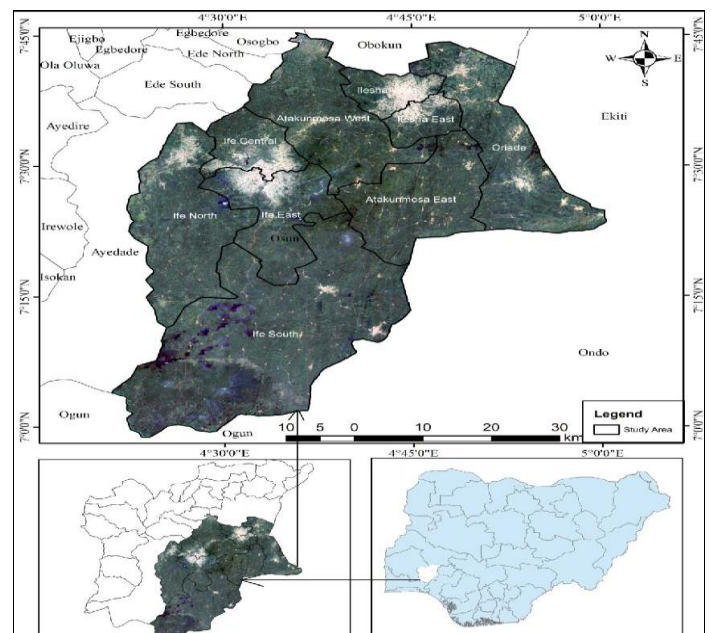 4°30'0"E 4°45'0"E 5°0'0"E
7°45'0"N 7°45'0"N
Ejigbo
Egbedore
Egbedore
Osogbo
Ede North
Obokun
Ola Oluwa
Ede South
N
W E
S
Ilesha
Ekiti
Atakunmosa West
Ilesha East
Ayedire
Ife Central
Oriade
7°30'0"N 7°30'0"N
Atakunmosa East
Ife North
Ife East
Irewole
Osun
Ayedade
Isokan
7°15'0"N 7°15'0"N
Ife South
Ondo
Ogun
Legend
Study Area
7°0'0"N 7°0'0"N
Ogun
10 5 0 10 20 30
km
4°30'0"E 4°45'0"E 5°0'0"E